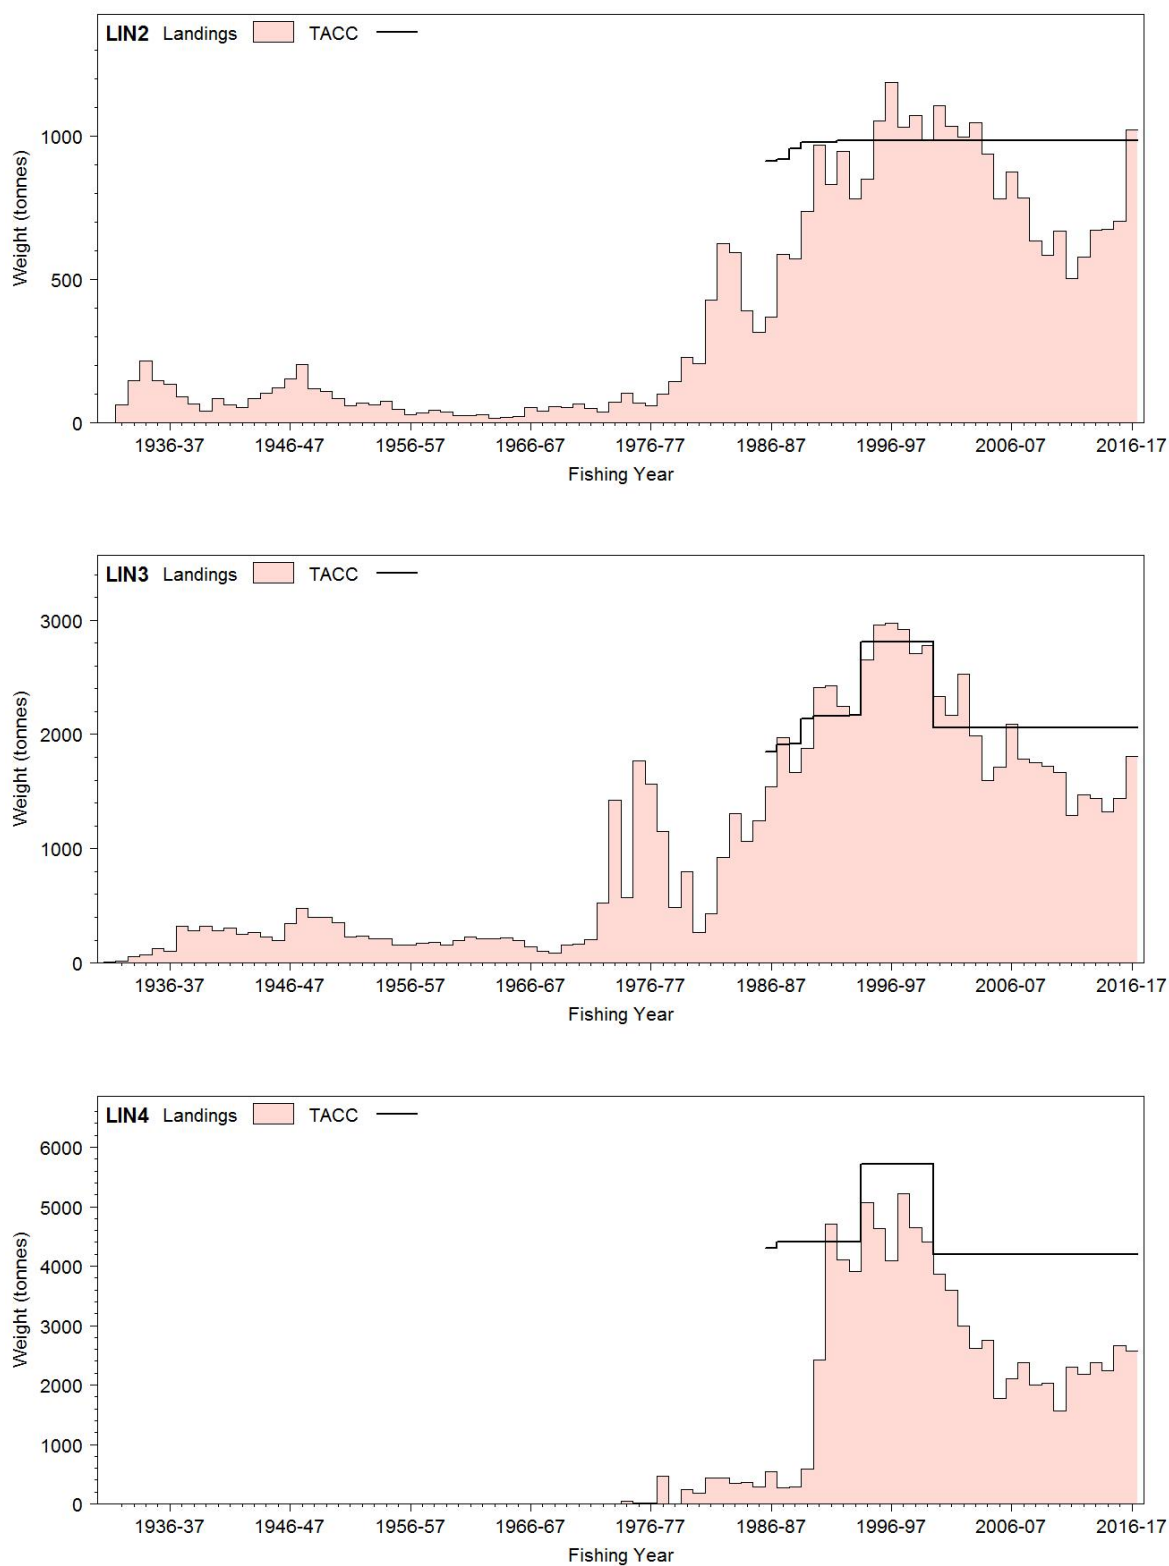 LIN2 Landings TACC
Weight (tonnes)
1000
500
0
1936-37 1946-47 1956-57 1966-67 1976-77 1986-87 1996-97 2006-07 2016-17
Fishing Year
LIN3 Landings TACC
Weight (tonnes)
3000
2000
1000
0
1936-37 1946-47 1956-57 1966-67 1976-77 1986-87 1996-97 2006-07 2016-17
Fishing Year
LIN4 Landings TACC
Weight (tonnes)
6000
5000
4000
3000
2000
1000
0
1936-37 1946-47 1956-57 1966-67 1976-77 1986-87 1996-97 2006-07 2016-17
Fishing Year